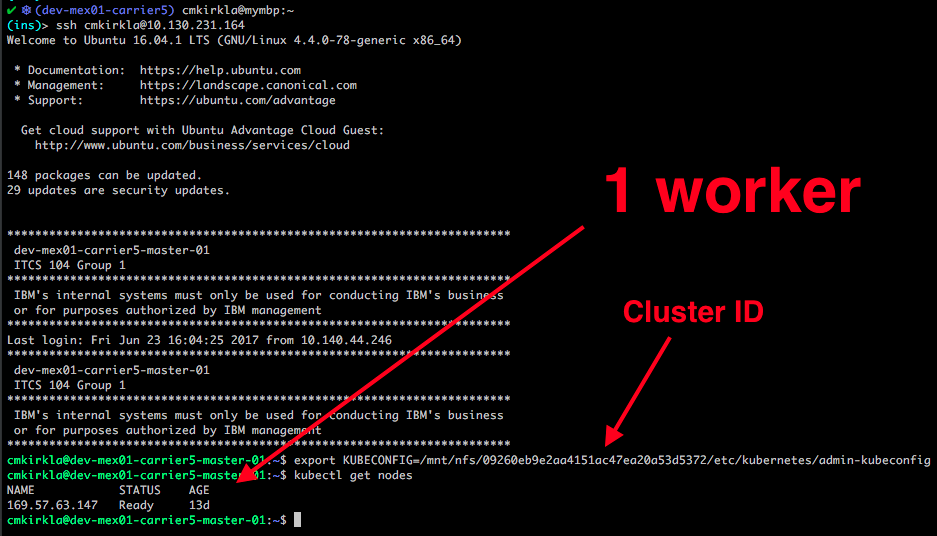 ✔ ❄ (dev-mex01-carrier5) cmkirkla@mymbp:~
(ins)> ssh cmkirkla@10.130.231.164
Welcome to Ubuntu 16.04.1 LTS (GNU/Linux 4.4.0-78-generic x86_64)
* Documentation:  https://help.ubuntu.com
* Management:     https://landscape.canonical.com
* Support:        https://ubuntu.com/advantage
Get cloud support with Ubuntu Advantage Cloud Guest:
http://www.ubuntu.com/business/services/cloud
148 packages can be updated.
29 updates are security updates.
1 worker
***********************************************************************
dev-mex01-carrier5-master-01
ITCS 104 Group 1
***********************************************************************
IBM's internal systems must only be used for conducting IBM's business
or for purposes authorized by IBM management
Cluster ID
***********************************************************************
Last login: Fri Jun 23 16:04:25 2017 from 10.140.44.246
***********************************************************************
dev-mex01-carrier5-master-01
ITCS 104 Group 1
***********************************************************************
IBM's internal systems must only be used for conducting IBM's business
or for purposes authorized by IBM management
***********************************************************************
cmkirkla@dev-mex01-carrier5-master-01:~$ export KUBECONFIG=/mnt/nfs/09260eb9e2aa4151ac47ea20a53d5372/etc/kubernetes/admin-kubeconfig
cmkirkla@dev-mex01-carrier5-master-01:~$ kubectl get nodes
NAME            STATUS    AGE
169.57.63.147   Ready     13d
cmkirkla@dev-mex01-carrier5-master-01:~$